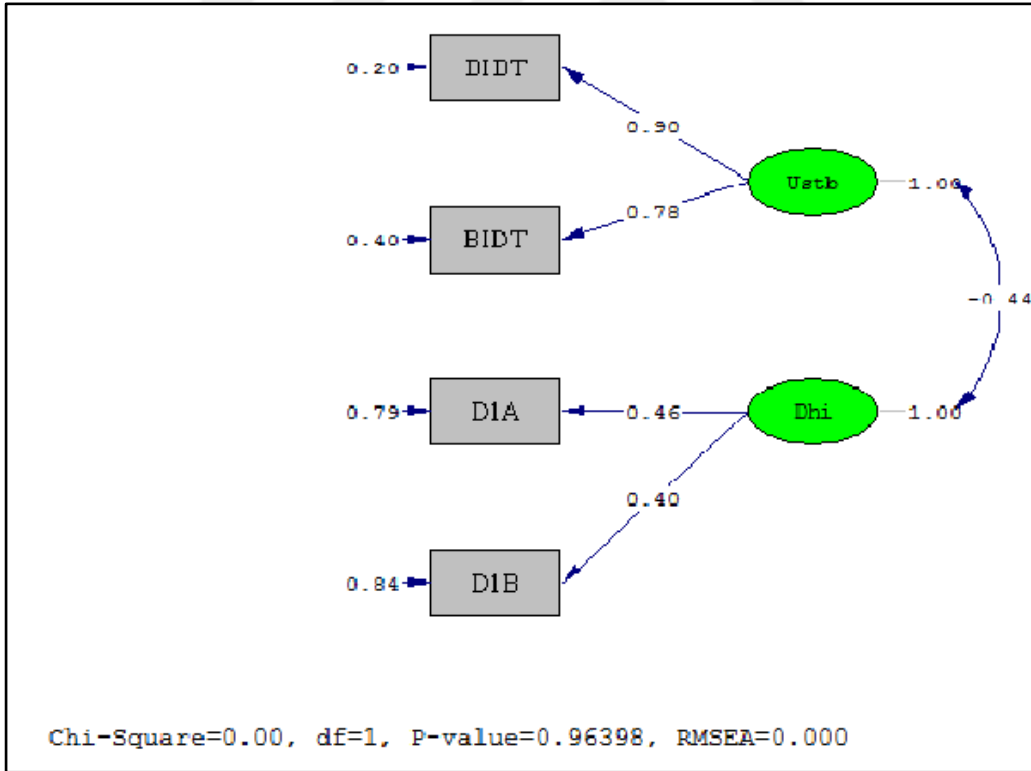 0.20 DIDT
0.90
Ustb 1.00
0.78
0.40 BIDT
-0.44
0.79 D1A 0.46 Dhi 1.00
0.40
0.84 D1B
Chi-Square=0.00, df=1, P-value=0.96398, RMSEA=0.000